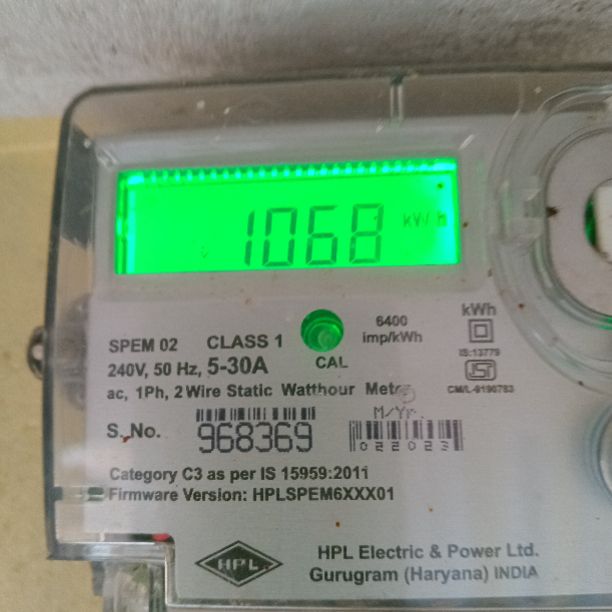 1068 kWh
SPEM 02 CLASS 1
6400 imp/kWh
kWh
240V, 50 Hz, 5-30A
CAL
IS:13779
ISI
CM/L-9190783
ac, 1Ph, 2 Wire Static Watthour Meter
M/Yr.
S. No. 968369
022023
Category C3 as per IS 15959:2011
Firmware Version: HPLSPEM6XXX01
HPL
HPL Electric & Power Ltd.
Gurugram (Haryana) INDIA